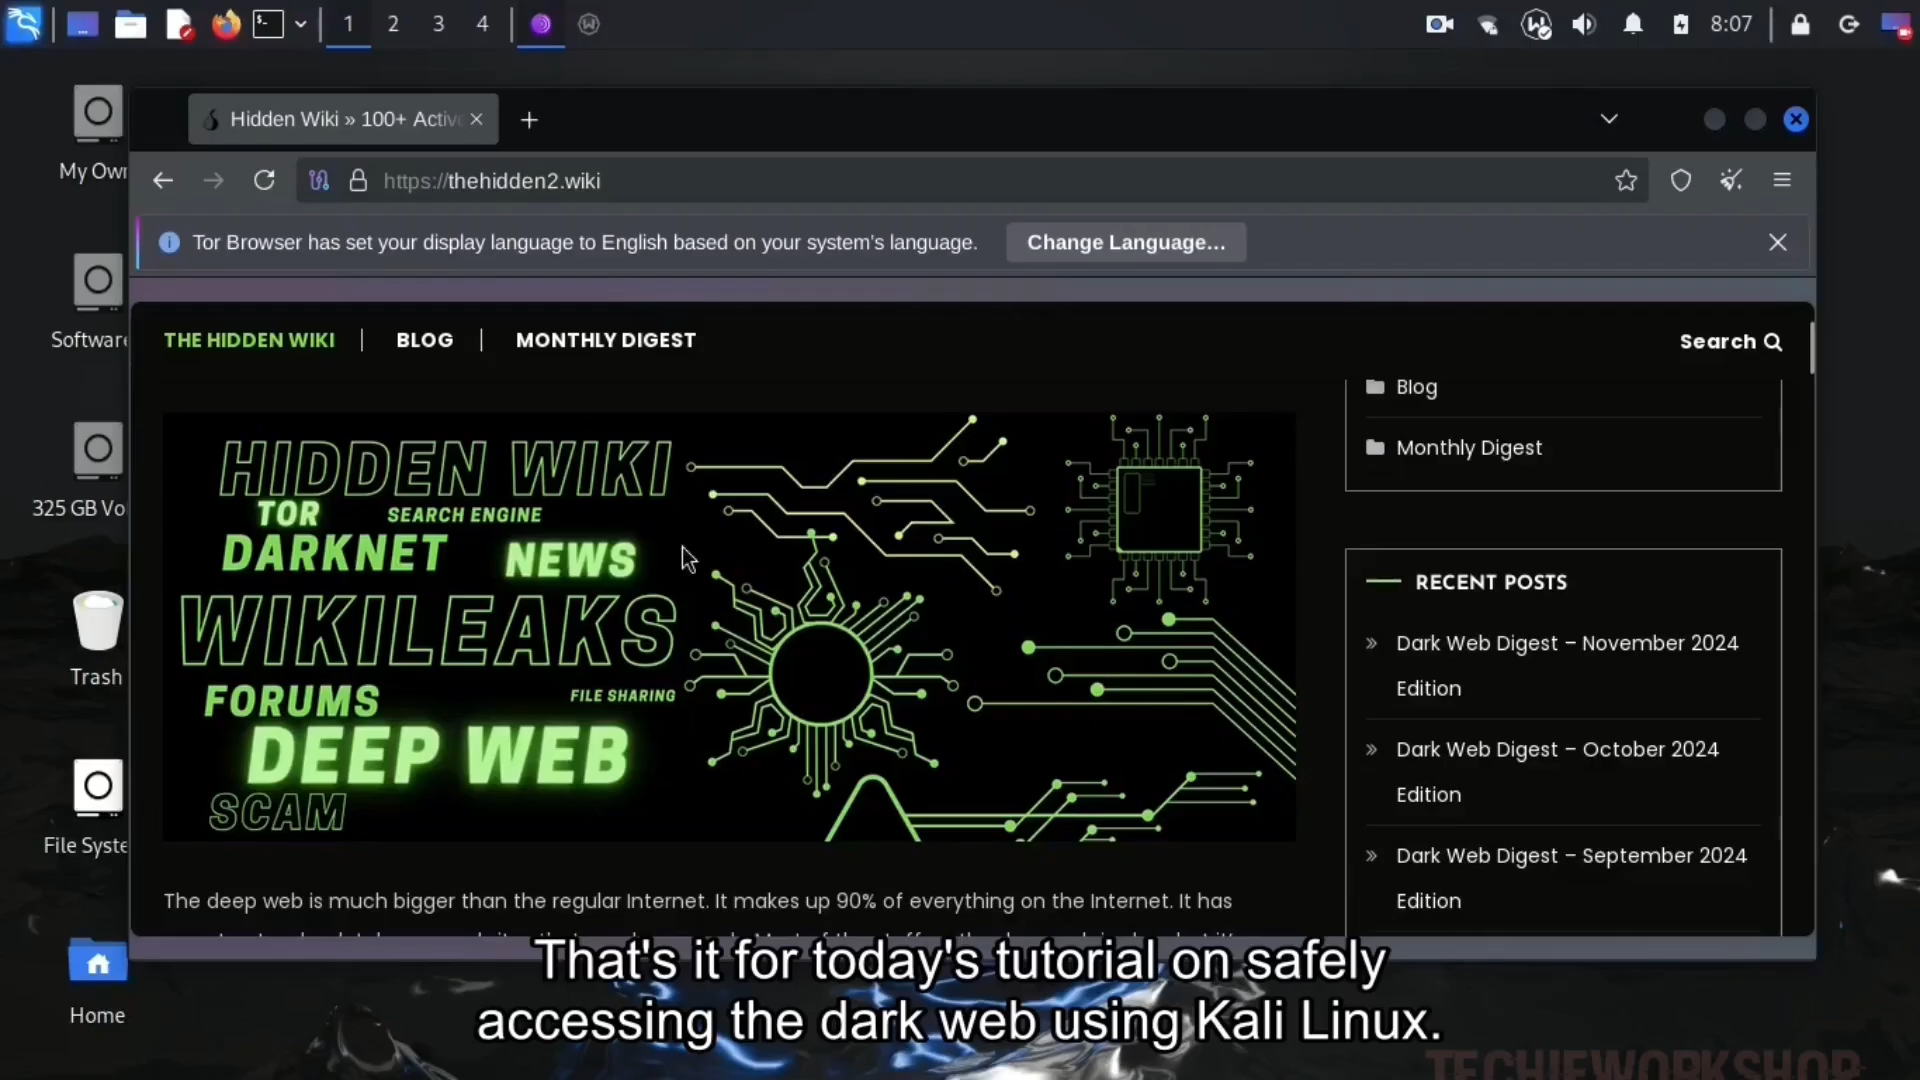 1 2 3 4
8:07
My Own
Software
325 GB Vo
Trash
File Syste
Home
Hidden Wiki » 100+ Activ
https://thehidden2.wiki
Tor Browser has set your display language to English based on your system's language.
Change Language...
THE HIDDEN WIKI
BLOG
MONTHLY DIGEST
Search
HIDDEN WIKI
TOR
SEARCH ENGINE
DARKNET
NEWS
WIKILEAKS
FORUMS
FILE SHARING
DEEP WEB
SCAM
Blog
Monthly Digest
RECENT POSTS
Dark Web Digest – November 2024
Edition
Dark Web Digest – October 2024
Edition
Dark Web Digest – September 2024
Edition
The deep web is much bigger than the regular Internet. It makes up 90% of everything on the Internet. It has
That's it for today's tutorial on safely
accessing the dark web using Kali Linux.
TECHIEWORKSHOP